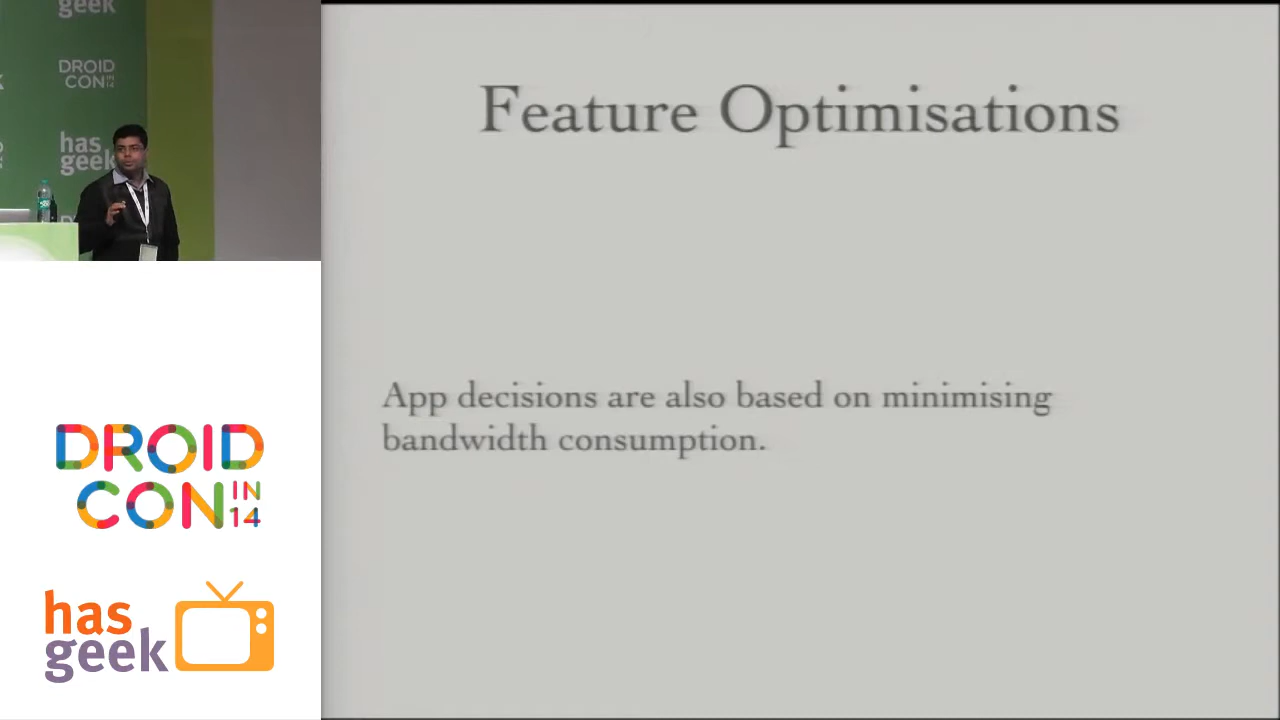 geek
DROID
CON IN
14
has
geek
Feature Optimisations
App decisions are also based on minimising
bandwidth consumption.
DROID
CON IN
14
has
geek